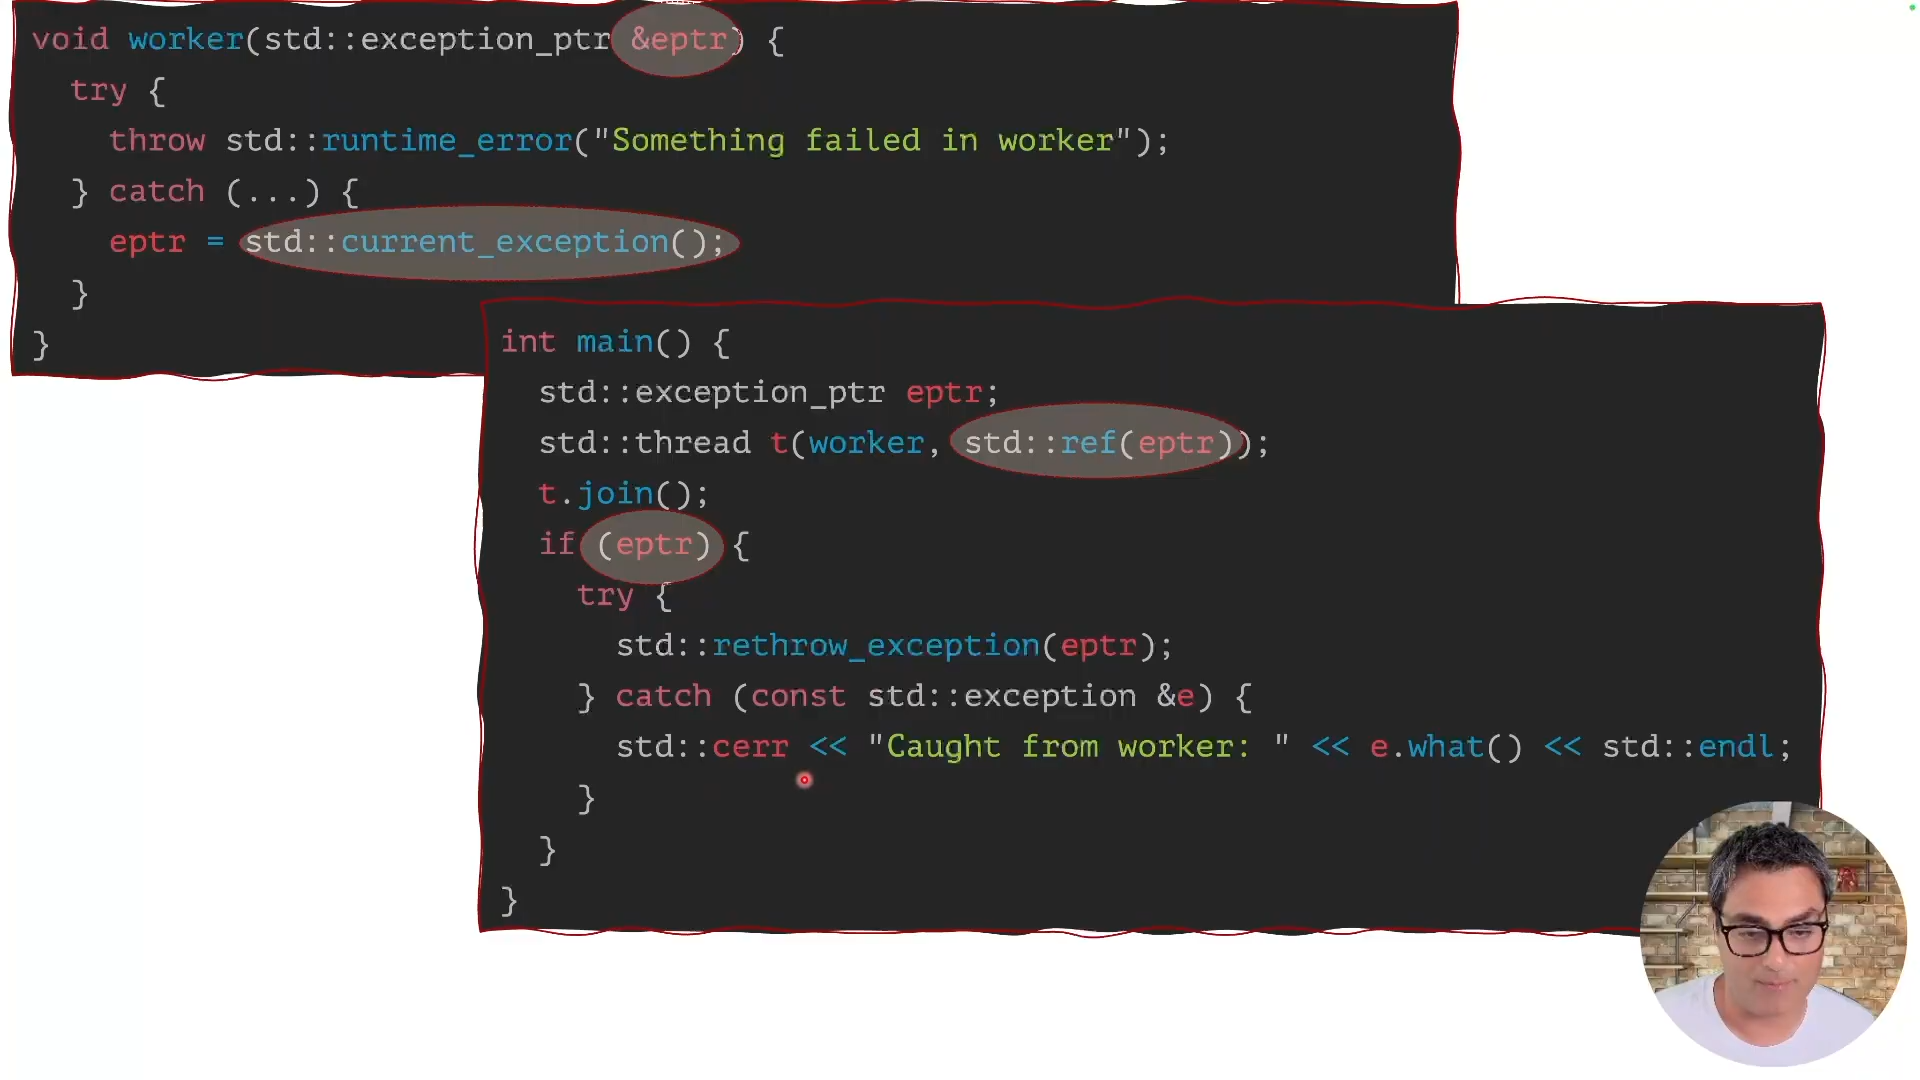 void worker(std::exception_ptr &eptr) {
  try {
    throw std::runtime_error("Something failed in worker");
  } catch (...) {
    eptr = std::current_exception();
  }
}
int main() {
  std::exception_ptr eptr;
  std::thread t(worker, std::ref(eptr));
  t.join();
  if (eptr) {
    try {
      std::rethrow_exception(eptr);
    } catch (const std::exception &e) {
      std::cerr << "Caught from worker: " << e.what() << std::endl;
    }
  }
}